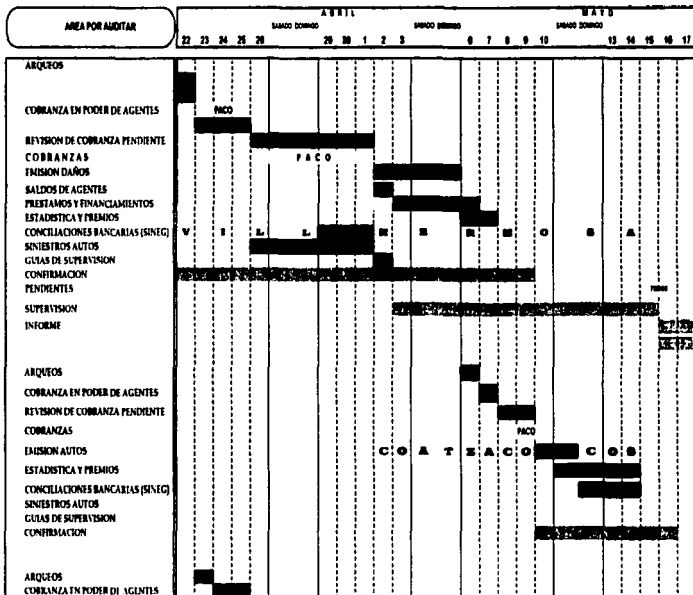 ABRIL MAYO
AREA POR AUDITAR SABADO DOMINGO SABADO DOMINGO SABADO DOMINGO
22 23 24 25 26 29 30 1 2 3 6 7 8 9 10 13 14 15 16 17
ARQUEOS
COBRANZA EN PODER DE AGENTES PACO
REVISION DE COBRANZA PENDIENTE
COBRANZAS PACO
EMISION DAÑOS
SALDOS DE AGENTES
PRESTAMOS Y FINANCIAMIENTOS
ESTADISTICA Y PREMIOS
CONCILIACIONES BANCARIAS (SINEG) V I L L H E R M O S A
SINIESTROS AUTOS
GUIAS DE SUPERVISION
CONFIRMACION
PENDIENTES
SUPERVISION
INFORME
ARQUEOS
COBRANZA EN PODER DE AGENTES
REVISION DE COBRANZA PENDIENTE
COBRANZAS PACO
EMISION AUTOS C O A T Z A C O C O S
ESTADISTICA Y PREMIOS
CONCILIACIONES BANCARIAS (SINEG)
SINIESTROS AUTOS
GUIAS DE SUPERVISION
CONFIRMACION
ARQUEOS
COBRANZA EN PODER DE AGENTES